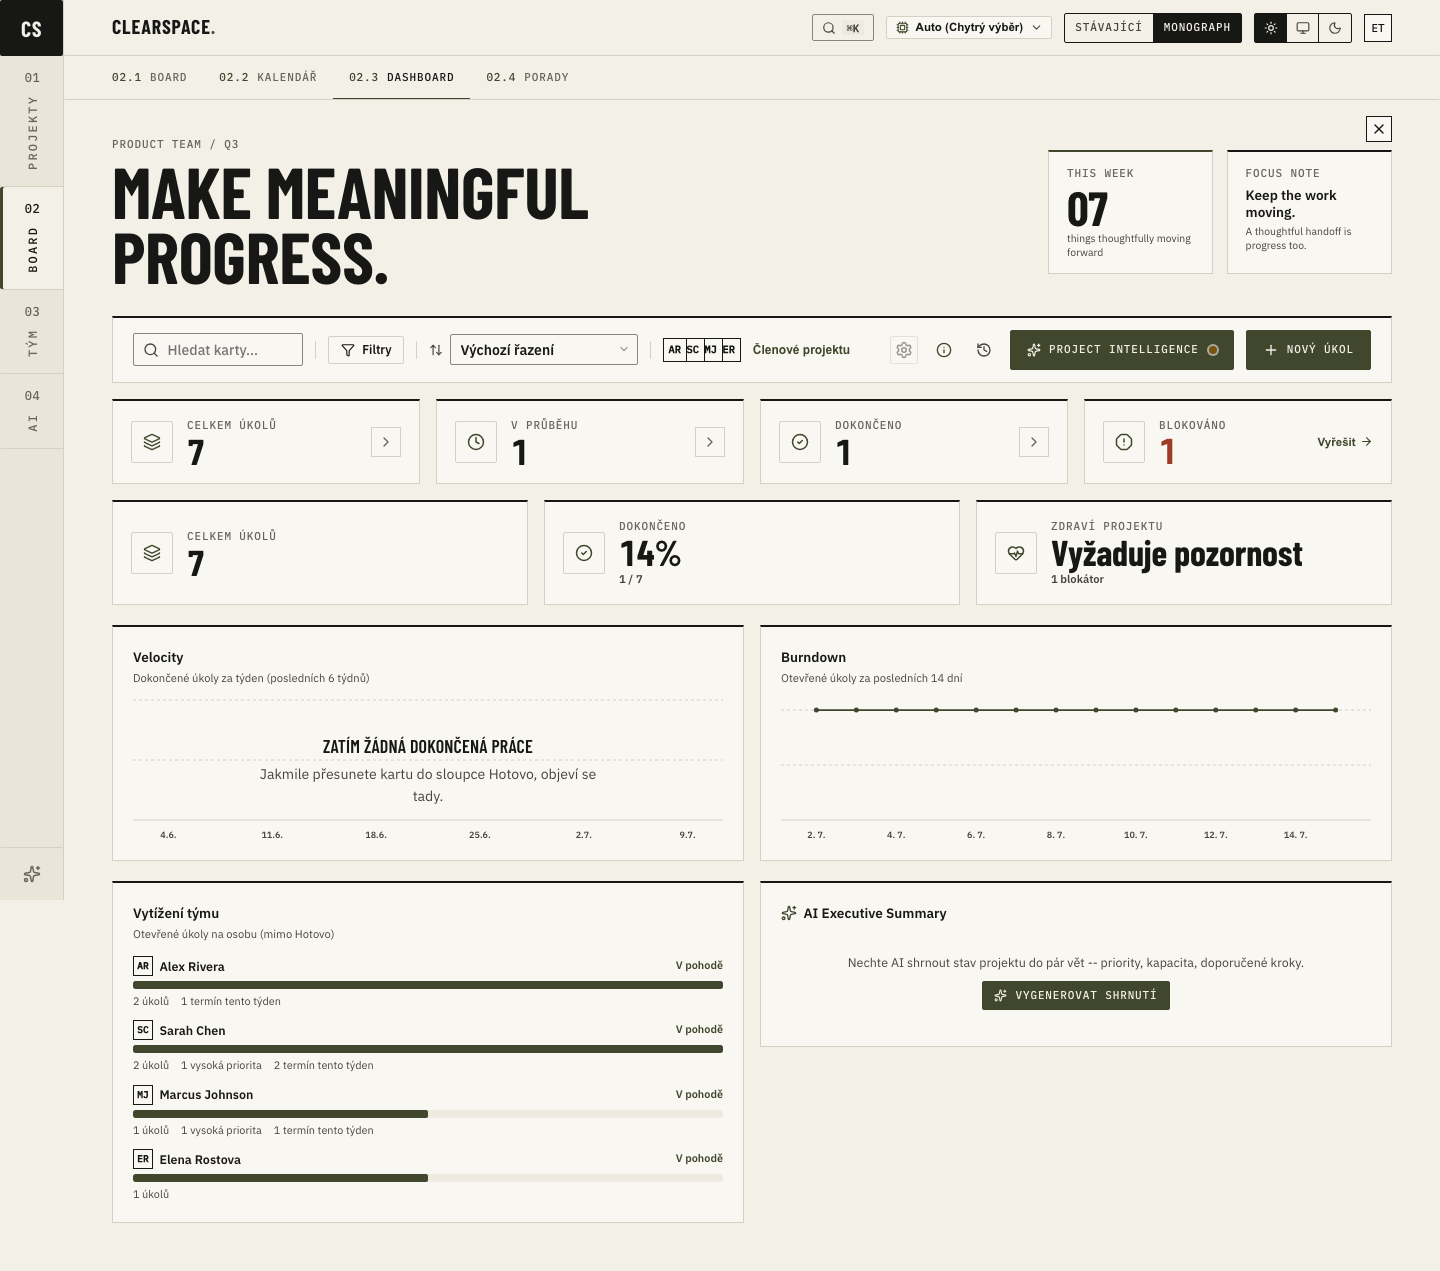 CS
CLEARSPACE.
⌘K
Auto (Chytrý výběr)
STÁVAJÍCÍ
MONOGRAPH
ET
01
PROJEKTY
02
BOARD
03
TÝM
04
AI
02.1 BOARD
02.2 KALENDÁŘ
02.3 DASHBOARD
02.4 PORADY
PRODUCT TEAM / Q3
MAKE MEANINGFUL
PROGRESS.
THIS WEEK
07
things thoughtfully moving
forward
FOCUS NOTE
Keep the work
moving.
A thoughtful handoff is
progress too.
Hledat karty...
Filtry
Výchozí řazení
AR
SC
MJ
ER
Členové projektu
PROJECT INTELLIGENCE
NOVÝ ÚKOL
CELKEM ÚKOLŮ
7
V PRŮBĚHU
1
DOKONČENO
1
BLOKOVÁNO
1
Vyřešit →
CELKEM ÚKOLŮ
7
DOKONČENO
14%
1 / 7
ZDRAVÍ PROJEKTU
Vyžaduje pozornost
1 blokátor
Velocity
Dokončené úkoly za týden (posledních 6 týdnů)
ZATÍM ŽÁDNÁ DOKONČENÁ PRÁCE
Jakmile přesunete kartu do sloupce Hotovo, objeví se
tady.
4.6.
11.6.
18.6.
25.6.
2.7.
9.7.
Burndown
Otevřené úkoly za posledních 14 dní
2. 7.
4. 7.
6. 7.
8. 7.
10. 7.
12. 7.
14. 7.
Vytížení týmu
Otevřené úkoly na osobu (mimo Hotovo)
AR
Alex Rivera
V pohodě
2 úkolů 1 termín tento týden
SC
Sarah Chen
V pohodě
2 úkolů 1 vysoká priorita 2 termín tento týden
MJ
Marcus Johnson
V pohodě
1 úkolů 1 vysoká priorita 1 termín tento týden
ER
Elena Rostova
V pohodě
1 úkolů
AI Executive Summary
Nechte AI shrnout stav projektu do pár vět -- priority, kapacita, doporučené kroky.
VYGENEROVAT SHRNUTÍ